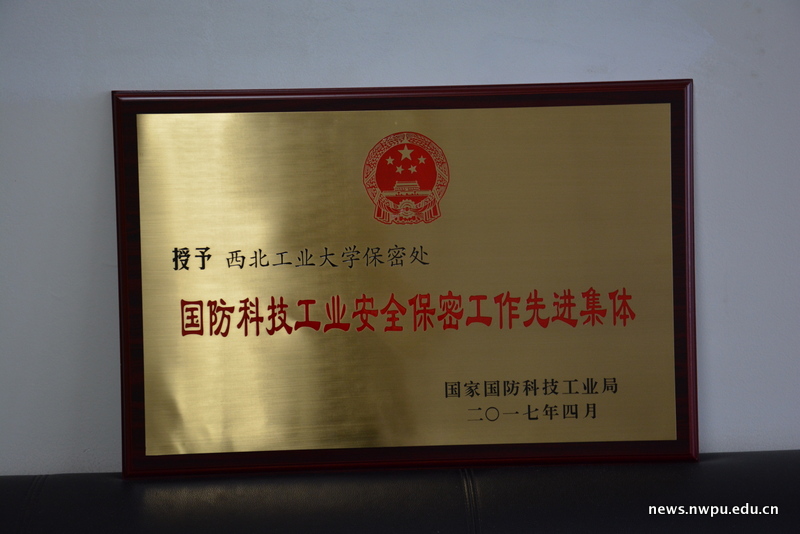 授予 西北工业大学保密处
国防科技工业安全保密工作先进集体
国家国防科技工业局
二〇一七年四月
news.nwpu.edu.cn